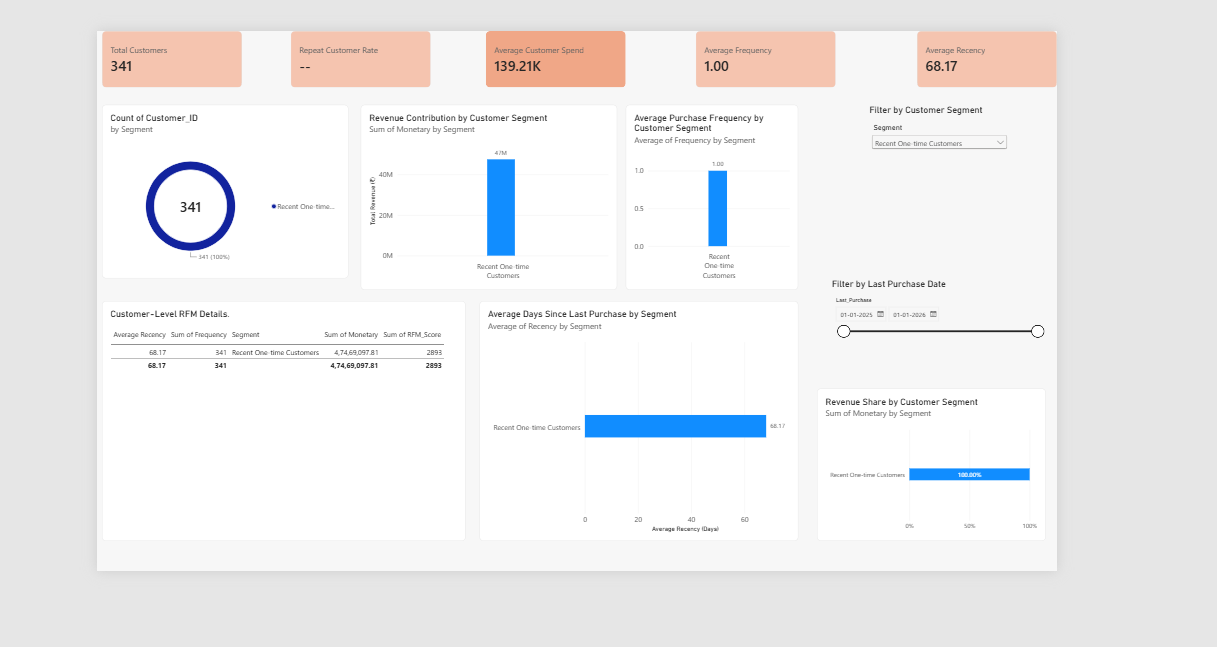 Total Customers
341
Repeat Customer Rate
--
Average Customer Spend
139.21K
Average Frequency
1.00
Average Recency
68.17
Count of Customer_ID
by Segment
341
Recent One-time...
341 (100%)
Revenue Contribution by Customer Segment
Sum of Monetary by Segment
Total Revenue (₹)
47M
40M
20M
0M
Recent One-time
Customers
Average Purchase Frequency by
Customer Segment
Average of Frequency by Segment
1.00
1.0
0.5
0.0
Recent
One-time
Customers
Filter by Customer Segment
Segment
Recent One-time Customers
Filter by Last Purchase Date
Last_Purchase
01-01-2025 01-01-2026
Customer-Level RFM Details.
Average Recency Sum of Frequency Segment Sum of Monetary Sum of RFM_Score
68.17 341 Recent One-time Customers 4,74,69,097.81 2893
68.17 341 4,74,69,097.81 2893
Average Days Since Last Purchase by Segment
Average of Recency by Segment
Recent One-time Customers
68.17
0 20 40 60
Average Recency (Days)
Revenue Share by Customer Segment
Sum of Monetary by Segment
Recent One-time Customers
100.00%
0% 50% 100%